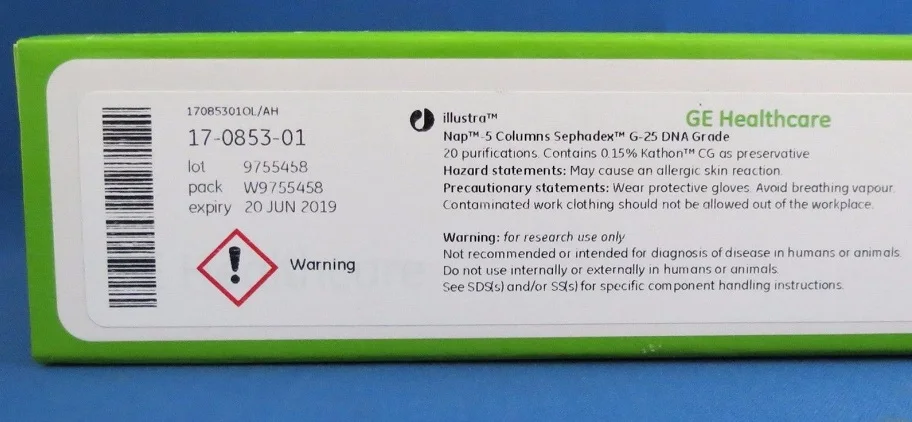 17085301OL/AH
17-0853-01
lot 9755458
pack W9755458
expiry 20 JUN 2019
Warning
illustra™
GE Healthcare
Nap™-5 Columns Sephadex™ G-25 DNA Grade
20 purifications. Contains 0.15% Kathon™ CG as preservative
Hazard statements: May cause an allergic skin reaction.
Precautionary statements: Wear protective gloves. Avoid breathing vapour.
Contaminated work clothing should not be allowed out of the workplace.
Warning: for research use only
Not recommended or intended for diagnosis of disease in humans or animals.
Do not use internally or externally in humans or animals.
See SDS(s) and/or SS(s) for specific component handling instructions.